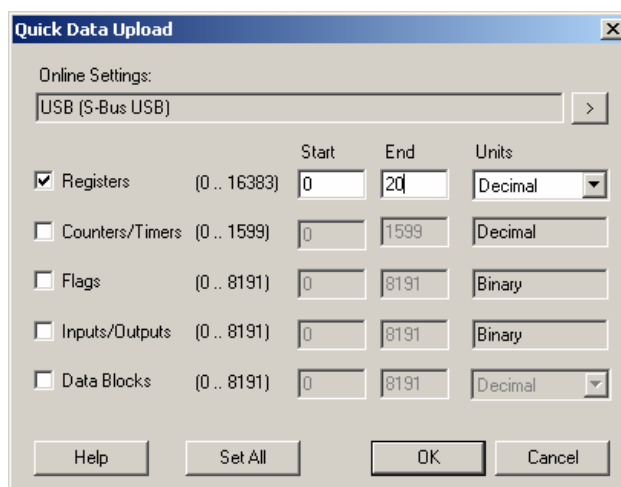 Quick Data Upload
Online Settings:
USB (S-Bus USB) >
Start End Units
Registers (0 .. 16383) 0 20 Decimal
Counters/Timers (0 .. 1599) 0 1599 Decimal
Flags (0 .. 8191) 0 8191 Binary
Inputs/Outputs (0 .. 8191) 0 8191 Binary
Data Blocks (0 .. 8191) 0 8191 Decimal
Help Set All OK Cancel